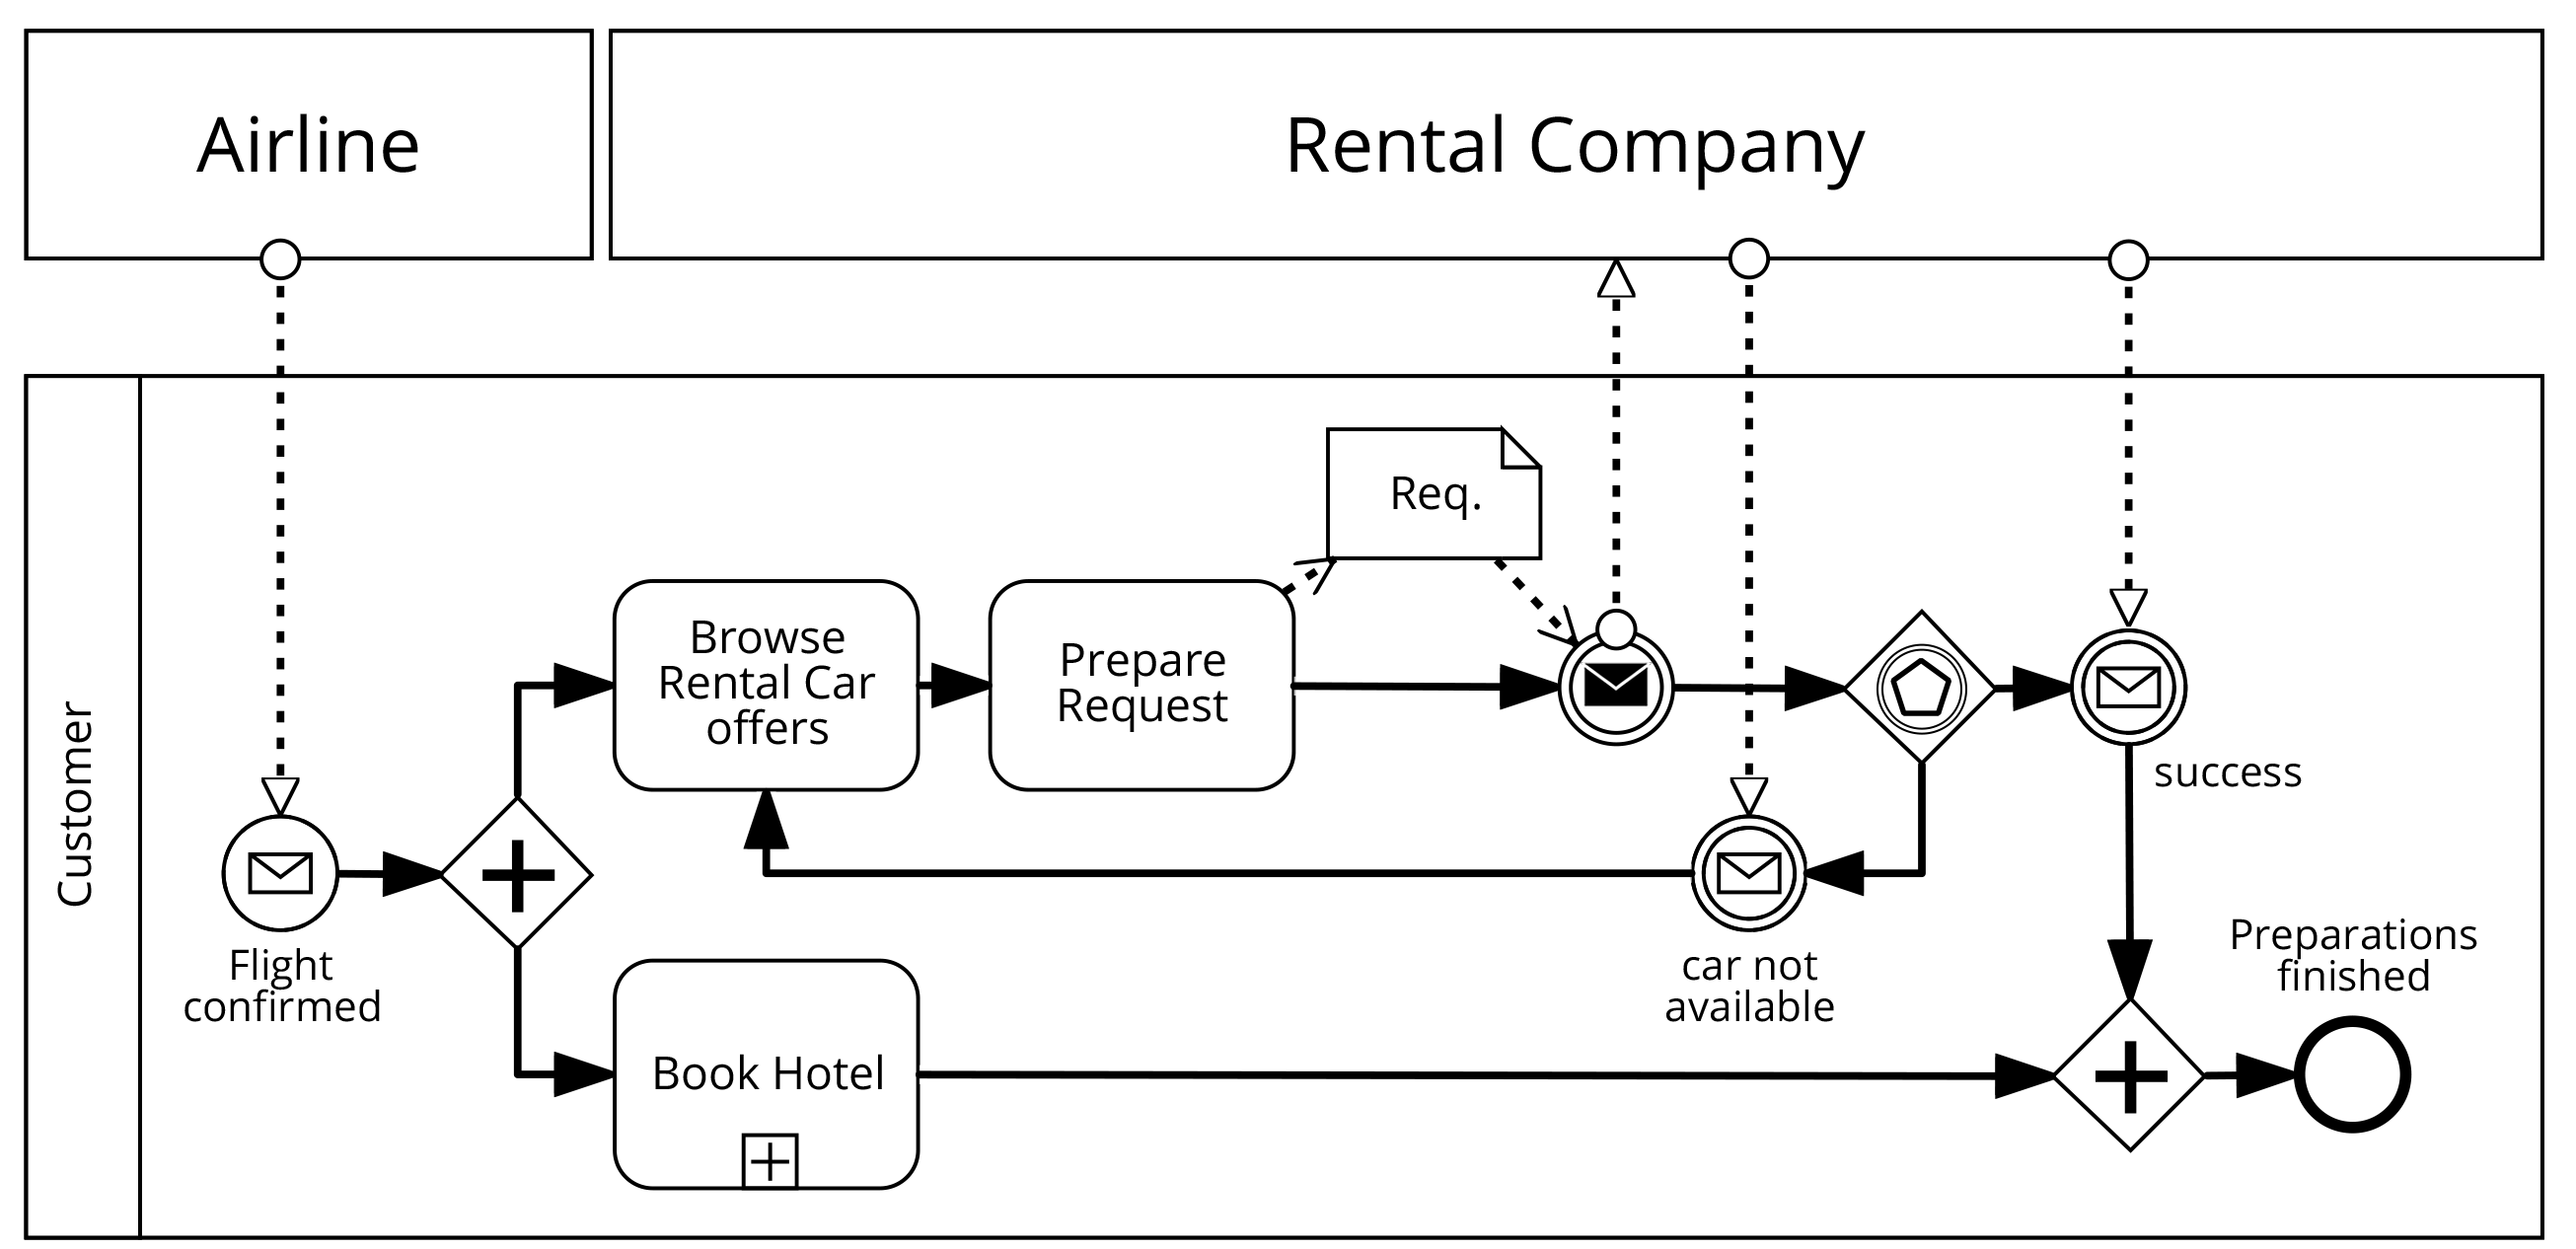 Airline
Rental Company
Customer
Req.
Browse
Rental Car
offers
Prepare
Request
success
Flight
confirmed
car not
available
Preparations
finished
Book Hotel